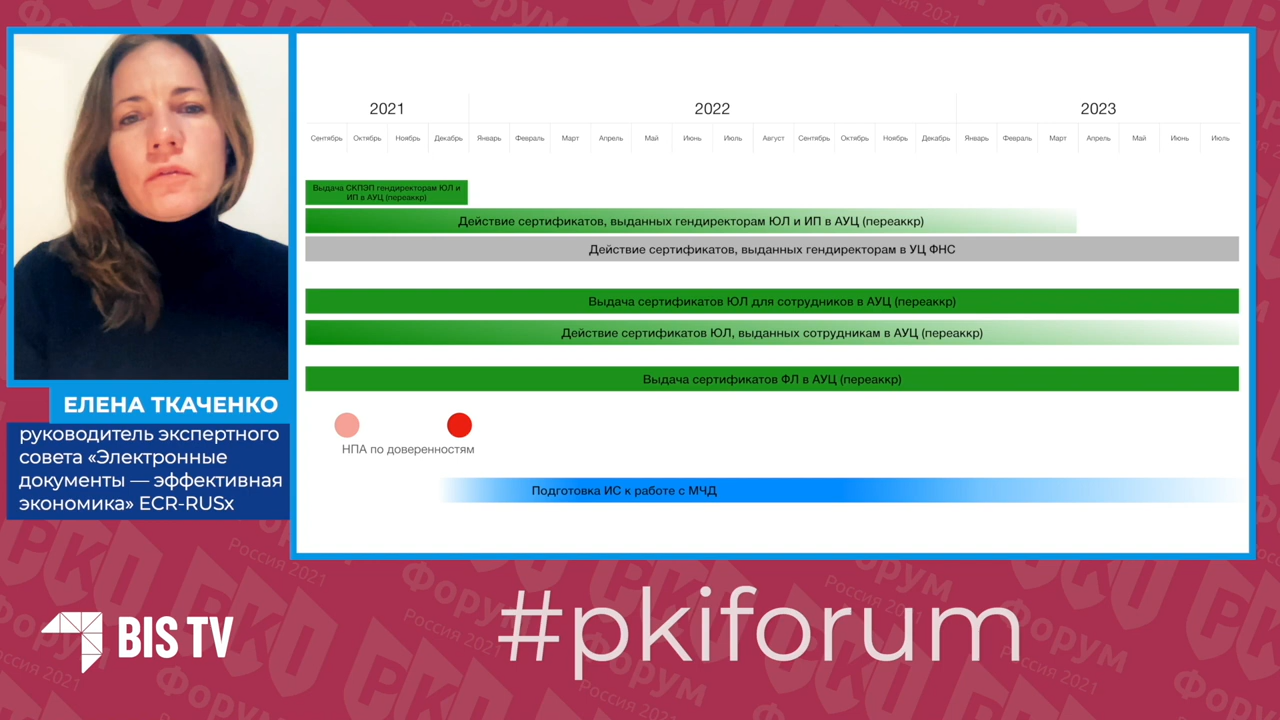 2021
2022
2023
Сентябрь Октябрь Ноябрь Декабрь Январь Февраль Март Апрель Май Июнь Июль Август Сентябрь Октябрь Ноябрь Декабрь Январь Февраль Март Апрель Май Июнь Июль
Выдача СКПЭП гендиректорам ЮЛ и
ИП в АУЦ (переаккр)
Действие сертификатов, выданных гендиректорам ЮЛ и ИП в АУЦ (переаккр)
Действие сертификатов, выданных гендиректорам в УЦ ФНС
Выдача сертификатов ЮЛ для сотрудников в АУЦ (переаккр)
Действие сертификатов ЮЛ, выданных сотрудникам в АУЦ (переаккр)
Выдача сертификатов ФЛ в АУЦ (переаккр)
НПА по доверенностям
Подготовка ИС к работе с МЧД
ЕЛЕНА ТКАЧЕНКО
руководитель экспертного
совета «Электронные
документы — эффективная
экономика» ECR-RUSx
BIS TV
#pkiforum
Форум
Россия 2021